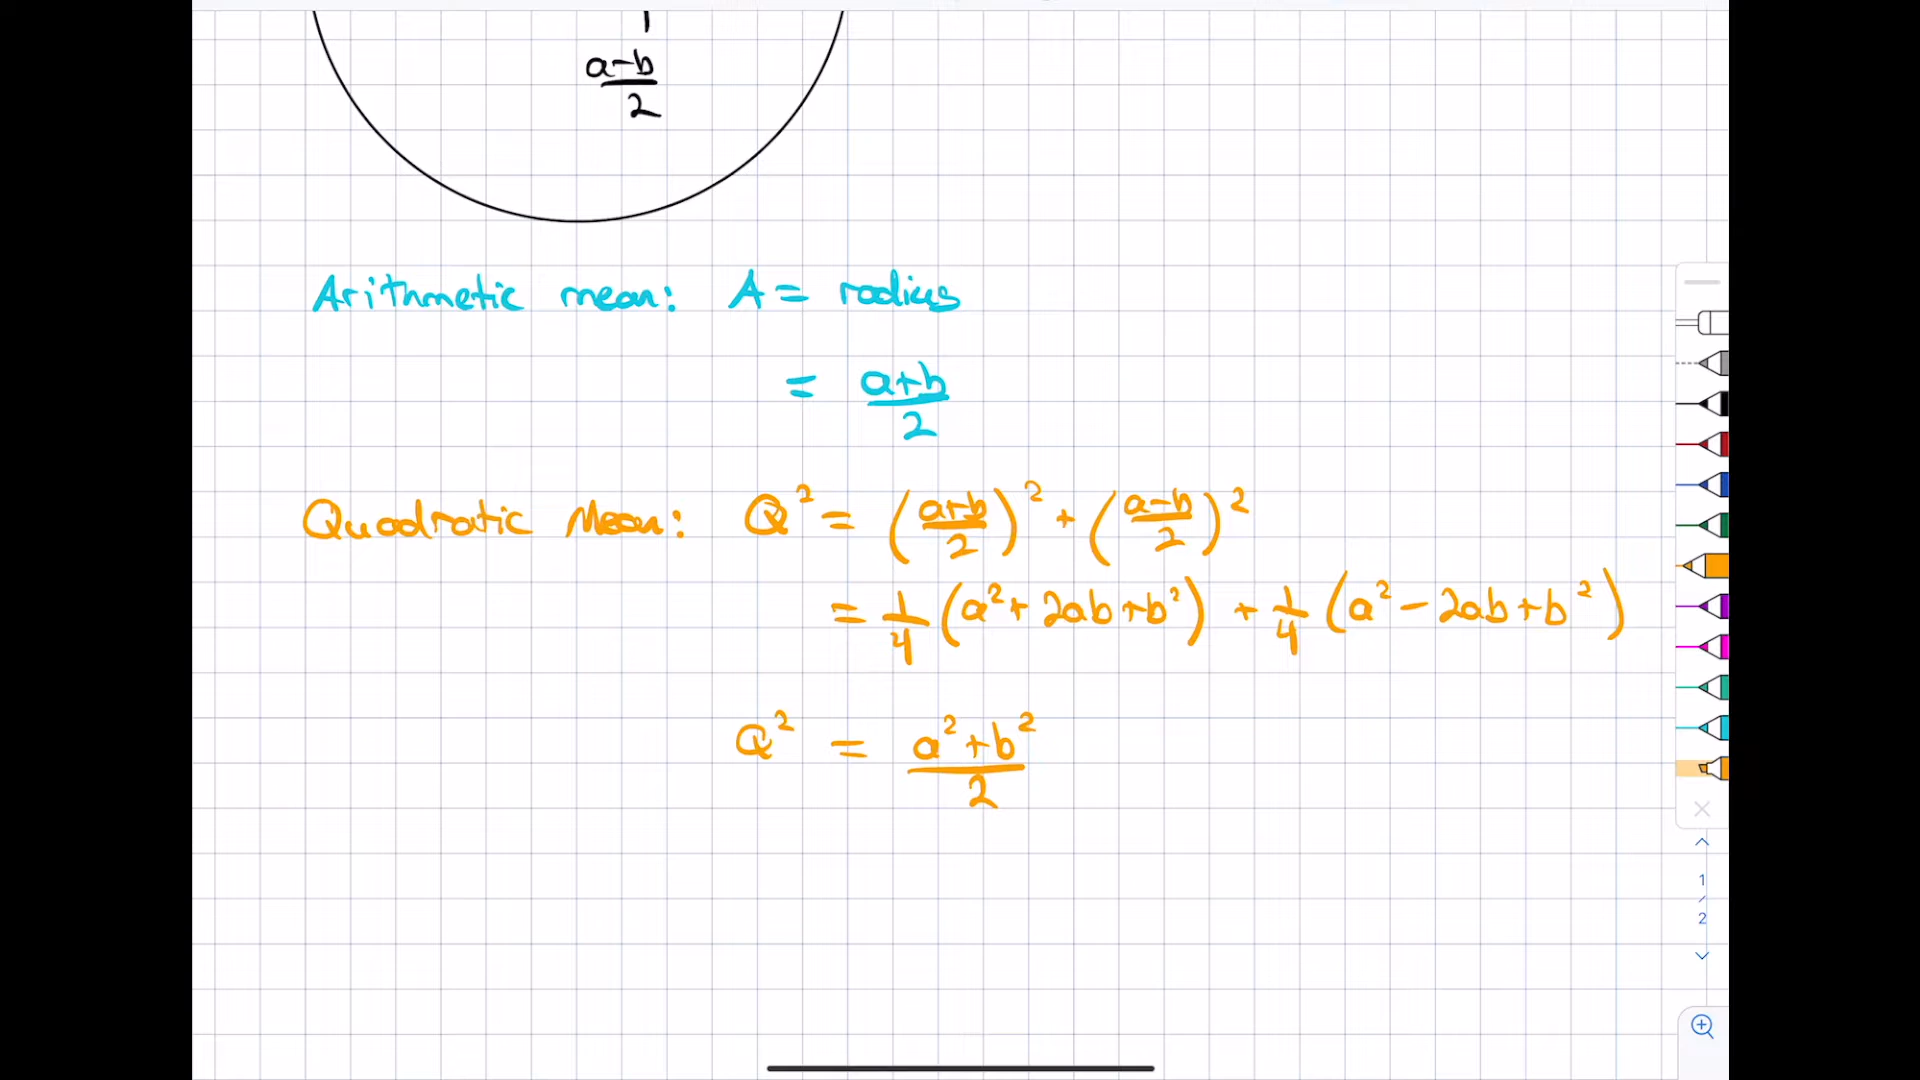 a-b
2
Arithmetic mean: A = radius
= a+b
2
Quadratic Mean: Q² = (a+b/2)² + (a-b/2)²
= 1/4 (a² + 2ab + b²) + 1/4 (a² - 2ab + b²)
Q² = a² + b²
2
1
/
2